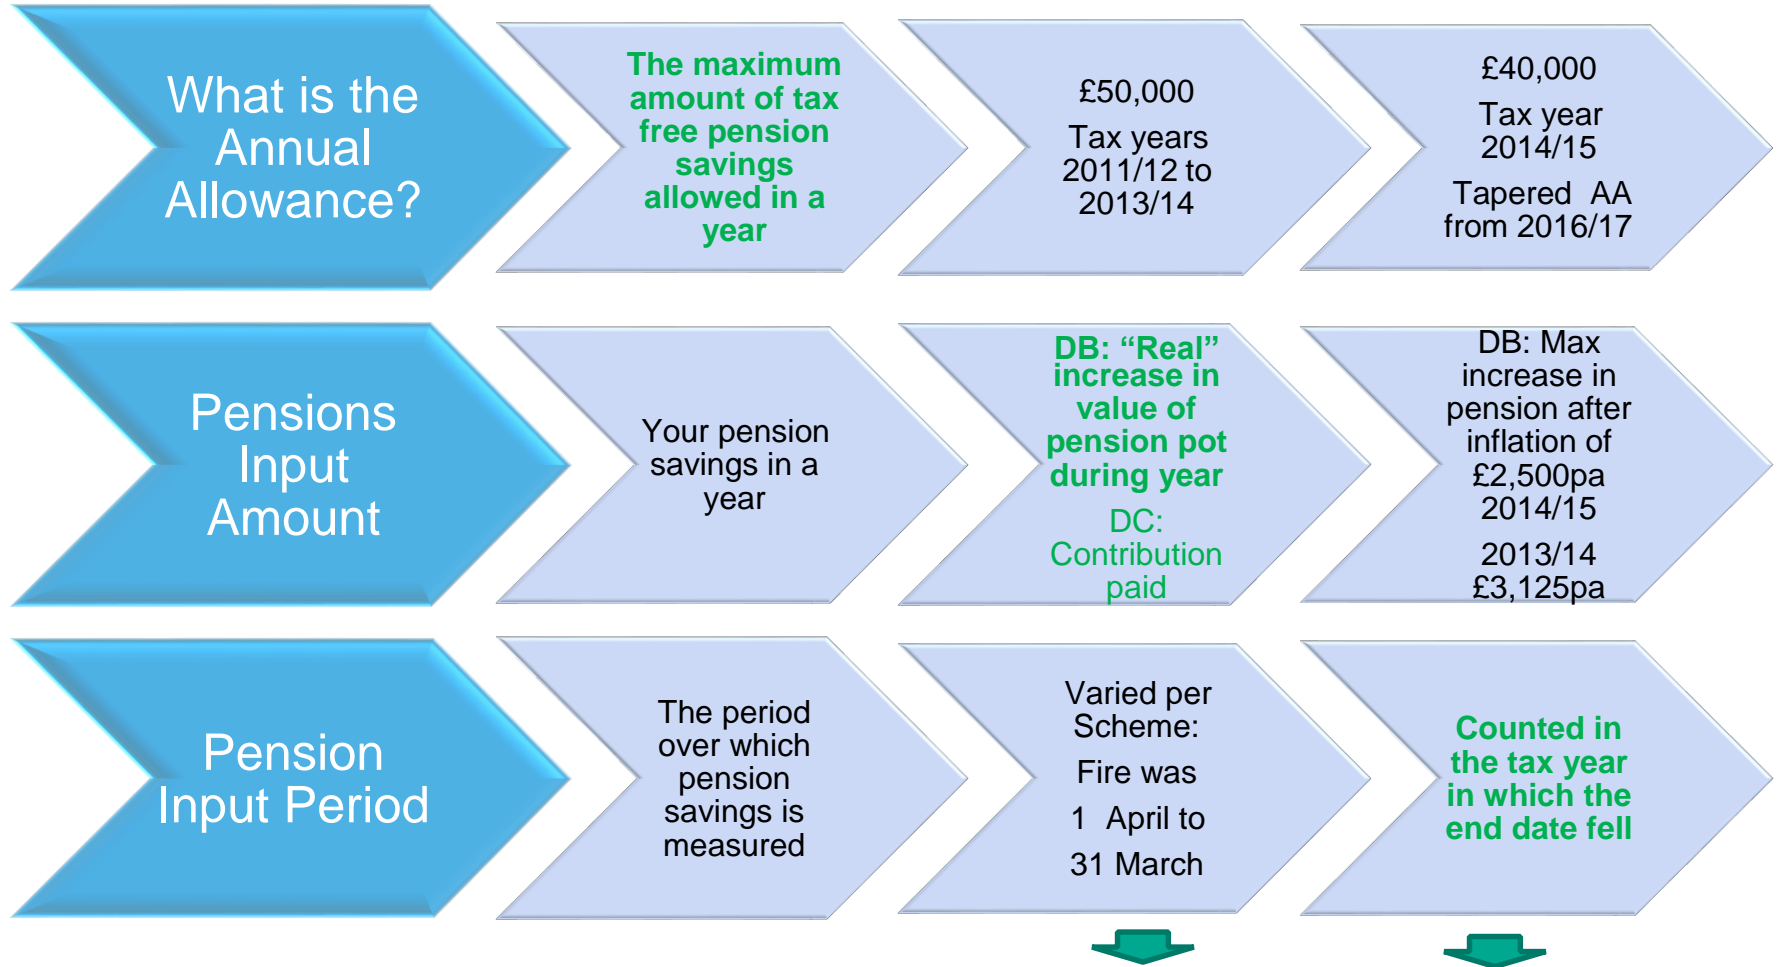 What is the
Annual
Allowance?
The maximum
amount of tax
free pension
savings
allowed in a
year
£50,000
Tax years
2011/12 to
2013/14
£40,000
Tax year
2014/15
Tapered AA
from 2016/17
Pensions
Input
Amount
Your pension
savings in a
year
DB: “Real”
increase in
value of
pension pot
during year
DC:
Contribution
paid
DB: Max
increase in
pension after
inflation of
£2,500pa
2014/15
2013/14
£3,125pa
Pension
Input Period
The period
over which
pension
savings is
measured
Varied per
Scheme:
Fire was
1 April to
31 March
Counted in
the tax year
in which the
end date fell